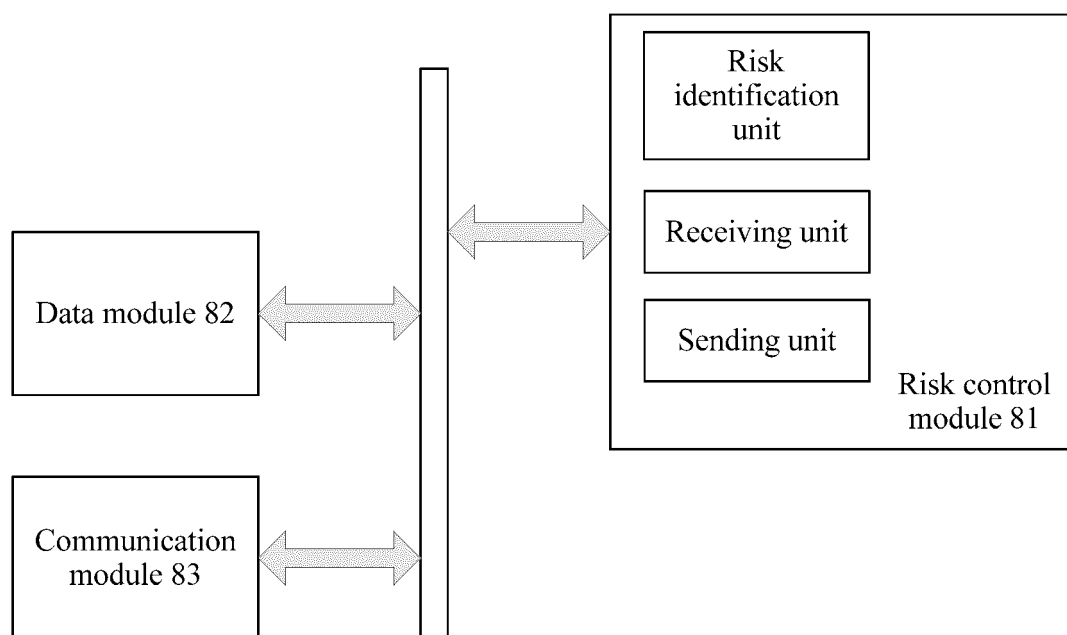 Risk
identification
unit
Receiving unit
Sending unit
Risk control
module 81
Data module 82
Communication
module 83